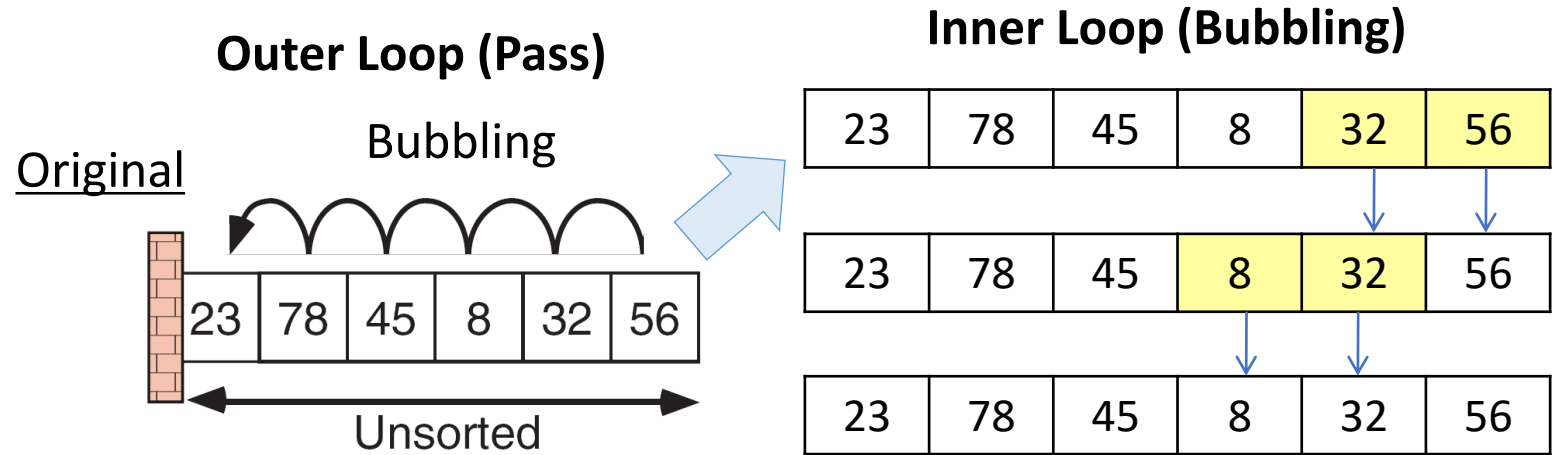 Outer Loop (Pass)
Bubbling
Original
23 78 45 8 32 56
Unsorted
Inner Loop (Bubbling)
23 78 45 8 32 56
23 78 45 8 32 56
23 78 45 8 32 56